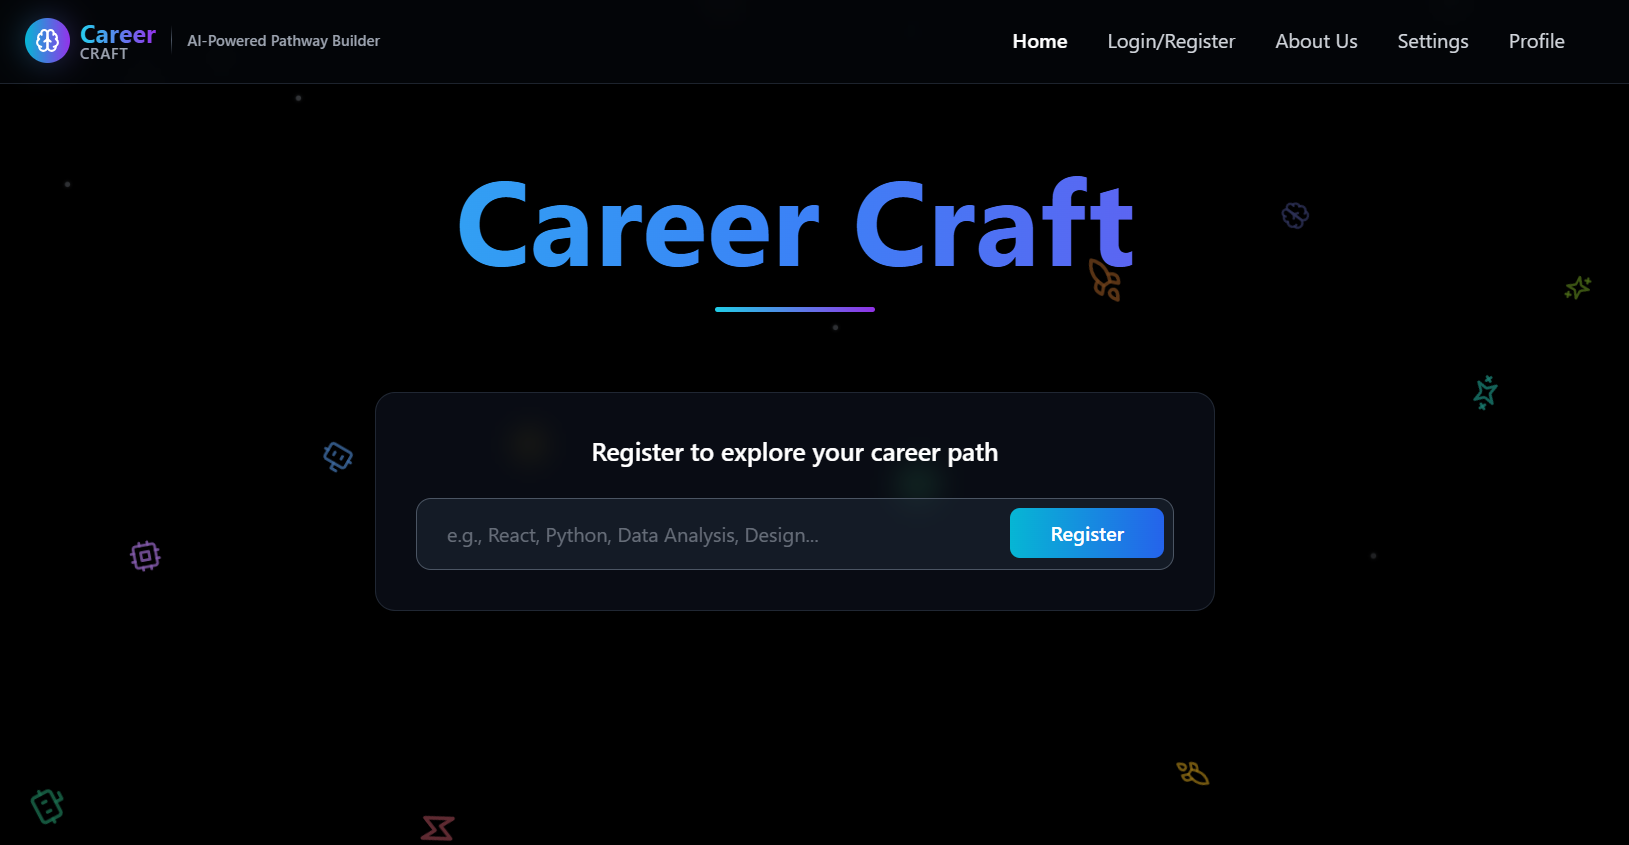 Career
CRAFT
AI-Powered Pathway Builder
Home Login/Register About Us Settings Profile
Career Craft
Register to explore your career path
e.g., React, Python, Data Analysis, Design...
Register